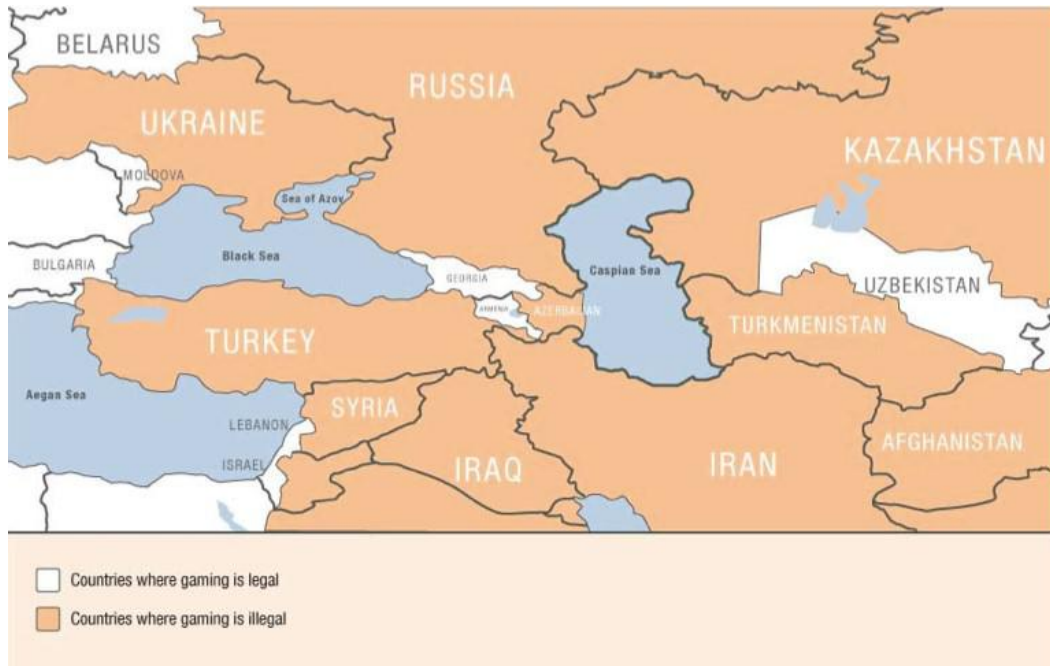 BELARUS
RUSSIA
UKRAINE
KAZAKHSTAN
MOLDOVA
Sea of Azov
Black Sea
BULGARIA
GEORGIA
Caspian Sea
UZBEKISTAN
ARMENIA
AZERBAIJAN
TURKMENISTAN
TURKEY
Aegan Sea
SYRIA
LEBANON
AFGHANISTAN
ISRAEL
IRAQ
IRAN
Countries where gaming is legal
Countries where gaming is illegal